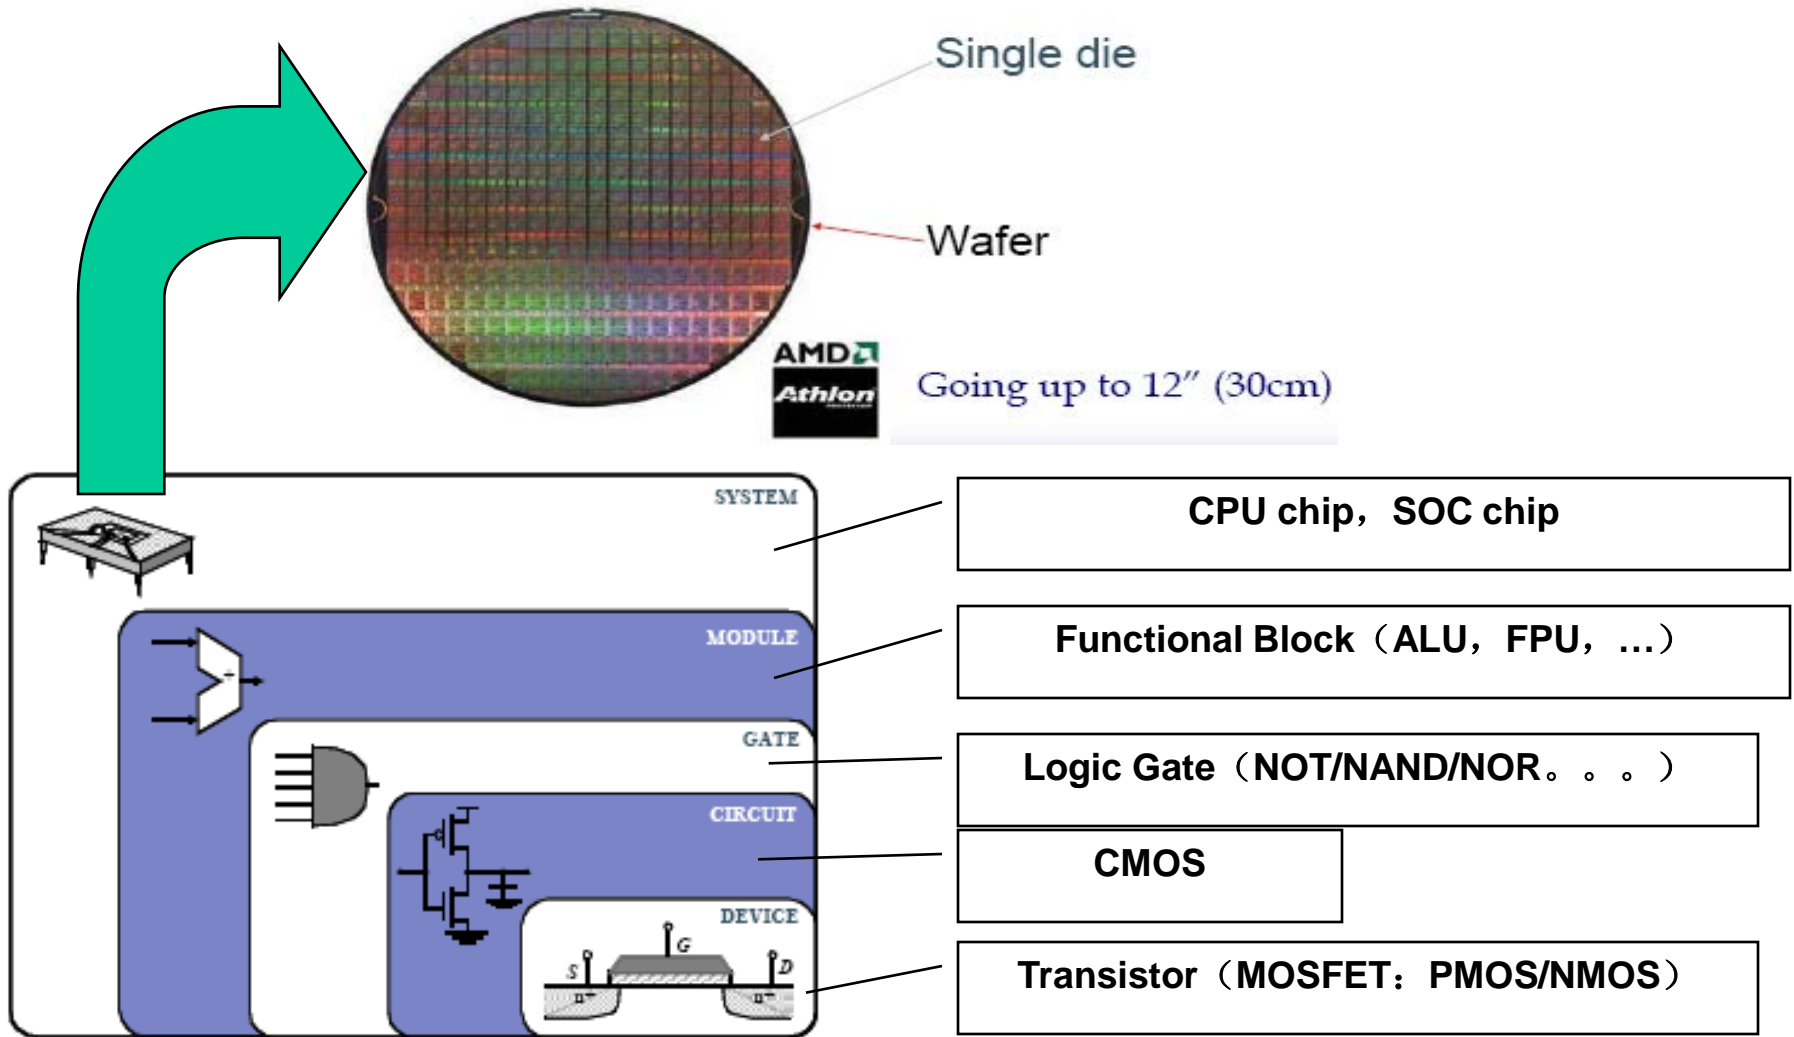 Single die
Wafer
AMD
Athlon
Going up to 12″ (30cm)
SYSTEM
CPU chip，SOC chip
MODULE
+
Functional Block（ALU，FPU，…）
GATE
Logic Gate（NOT/NAND/NOR。。。）
CIRCUIT
CMOS
DEVICE
G
S
D
n+
n+
Transistor（MOSFET：PMOS/NMOS）